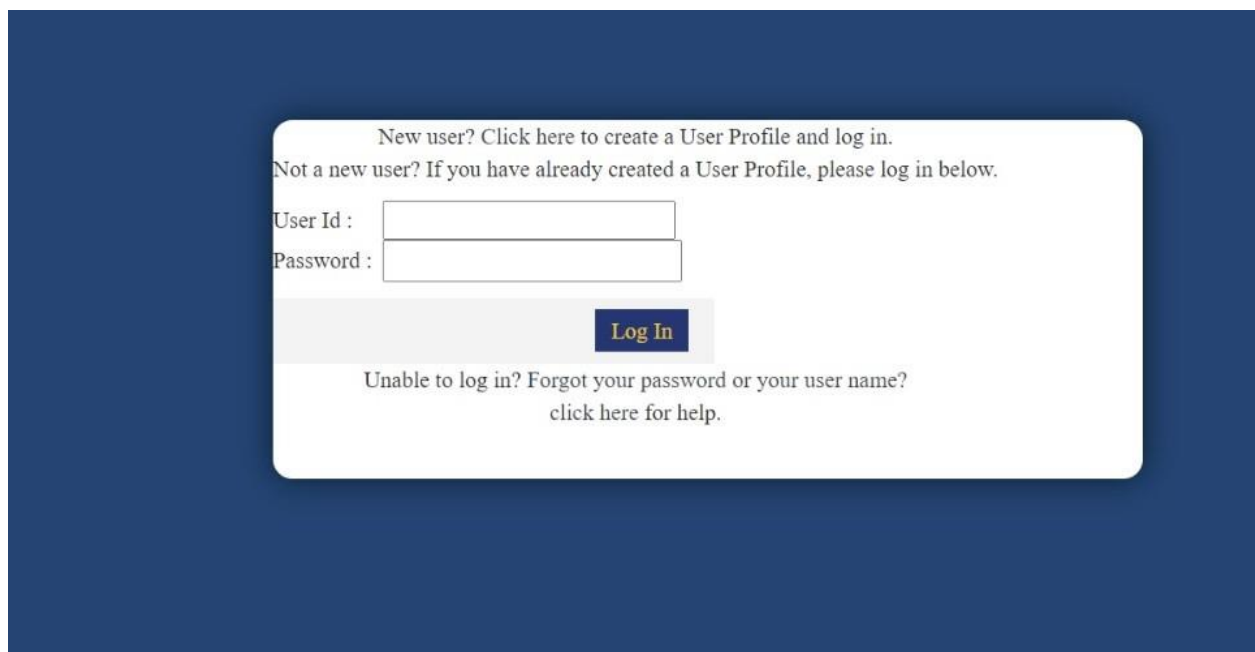 New user? Click here to create a User Profile and log in.
Not a new user? If you have already created a User Profile, please log in below.
User Id :
Password :
Log In
Unable to log in? Forgot your password or your user name?
click here for help.